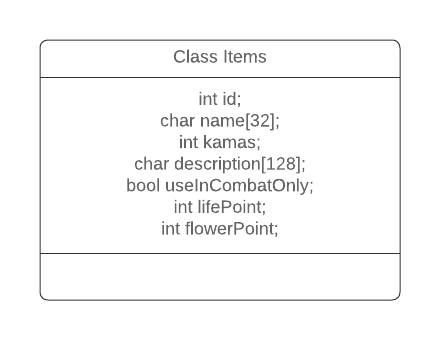 Class Items
int id;
char name[32];
int kamas;
char description[128];
bool useInCombatOnly;
int lifePoint;
int flowerPoint;